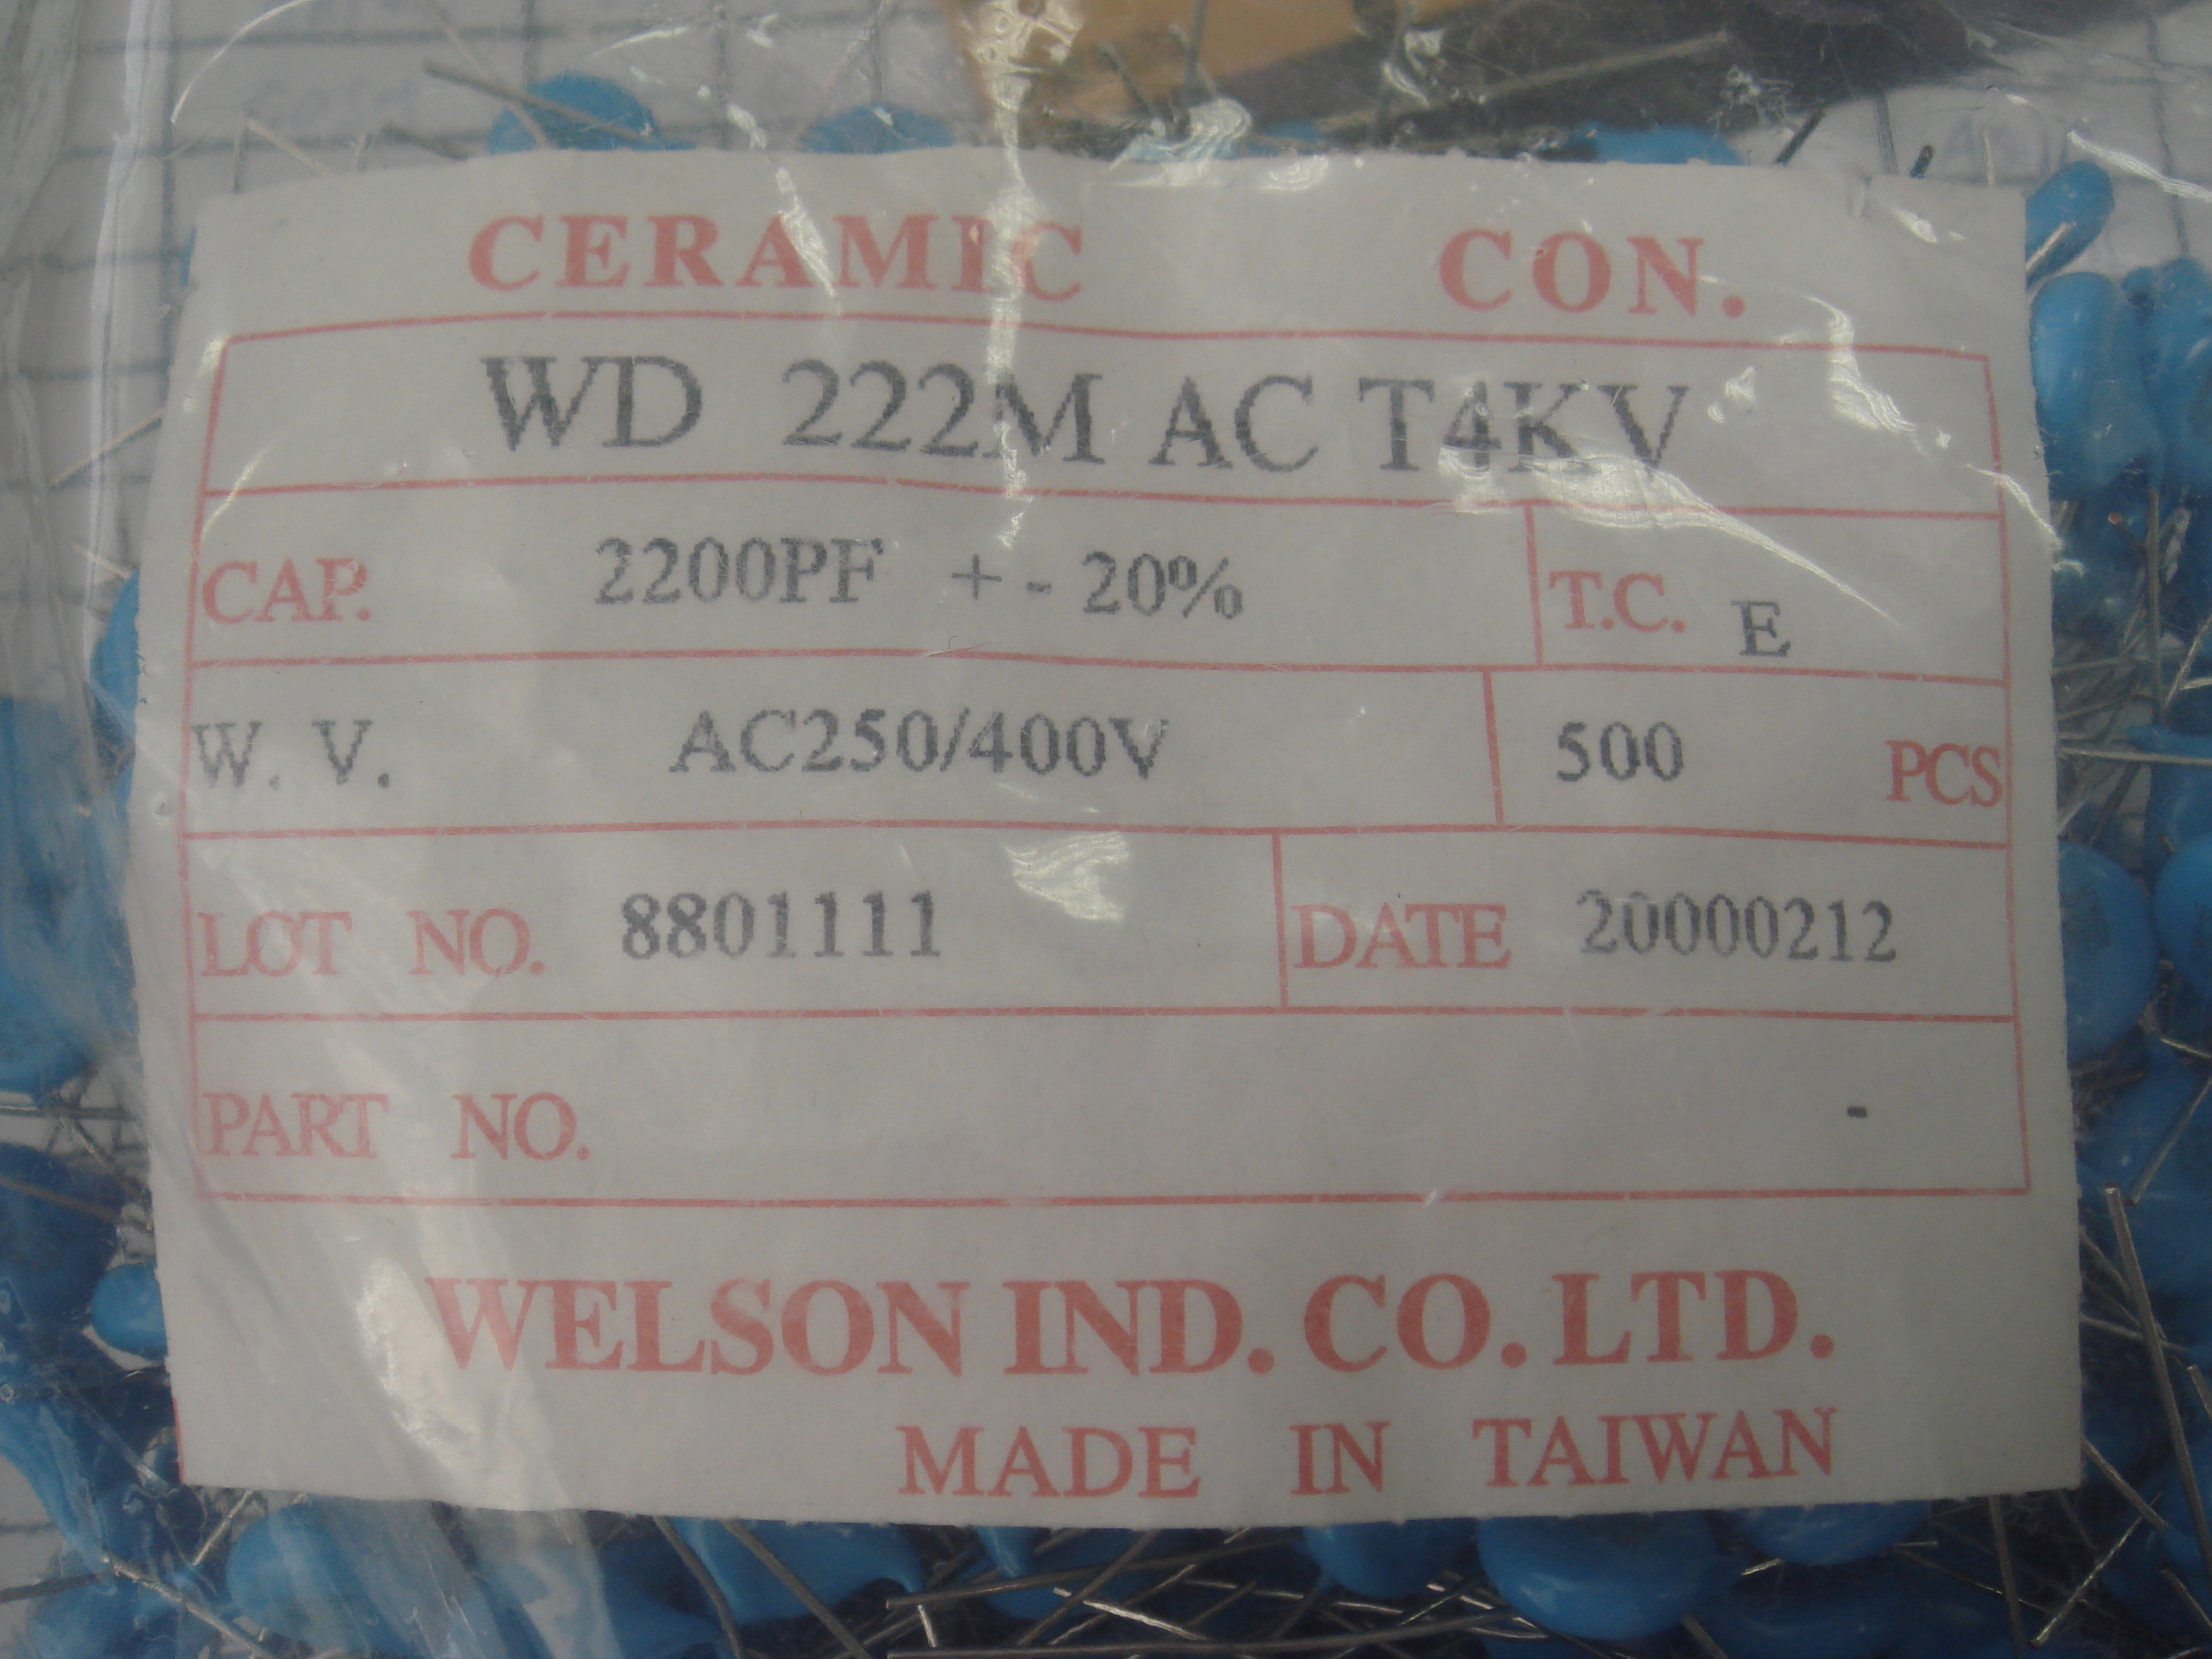 CERAMIC CON.
WD 222M AC T4KV
CAP. 2200PF +- 20% T.C. E
W. V. AC250/400V 500 PCS
LOT NO. 8801111 DATE 20000212
PART NO. -
WELSON IND. CO. LTD.
MADE IN TAIWAN